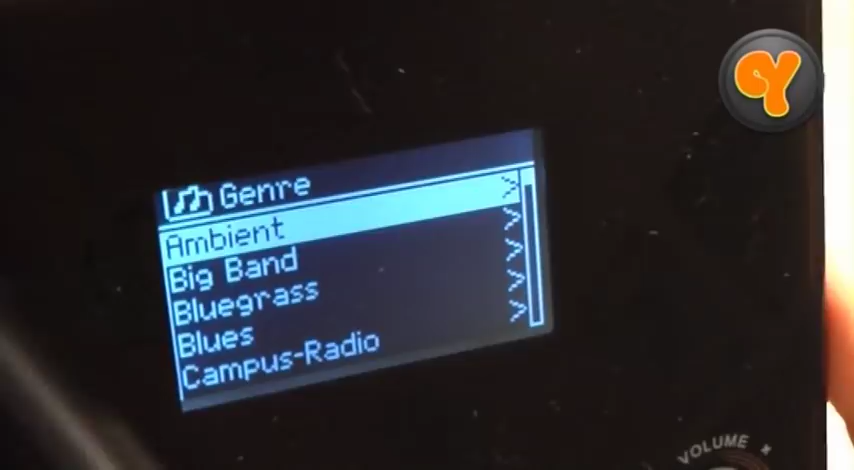 Genre
Ambient >
Big Band >
Bluegrass >
Blues >
Campus-Radio >
VOLUME +